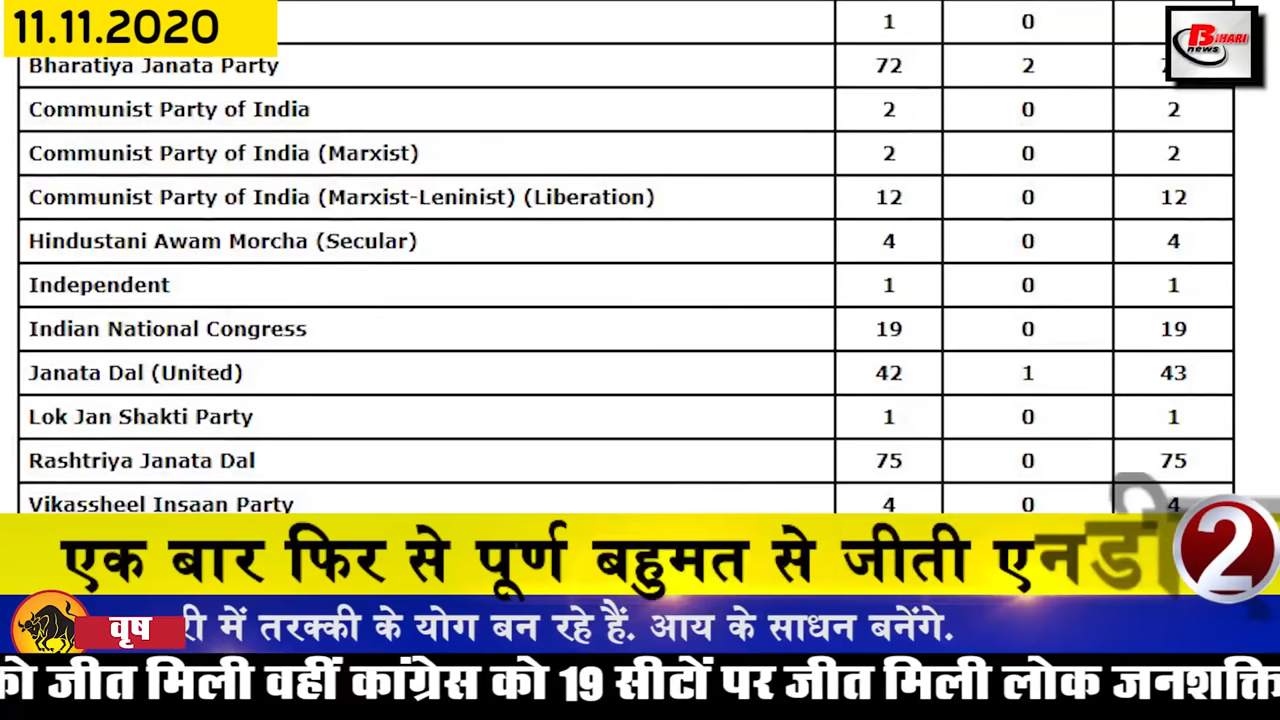 11.11.2020
1 0
BIHARI news
Bharatiya Janata Party 72 2
Communist Party of India 2 0 2
Communist Party of India (Marxist) 2 0 2
Communist Party of India (Marxist-Leninist) (Liberation) 12 0 12
Hindustani Awam Morcha (Secular) 4 0 4
Independent 1 0 1
Indian National Congress 19 0 19
Janata Dal (United) 42 1 43
Lok Jan Shakti Party 1 0 1
Rashtriya Janata Dal 75 0 75
Vikassheel Insaan Party 4 0 4
एक बार फिर से पूर्ण बहुमत से जीती एनडी
2
वृष री में तरक्की के योग बन रहे हैं. आय के साधन बनेंगे.
को जीत मिली वहीं कांग्रेस को 19 सीटों पर जीत मिली लोक जनशक्ति